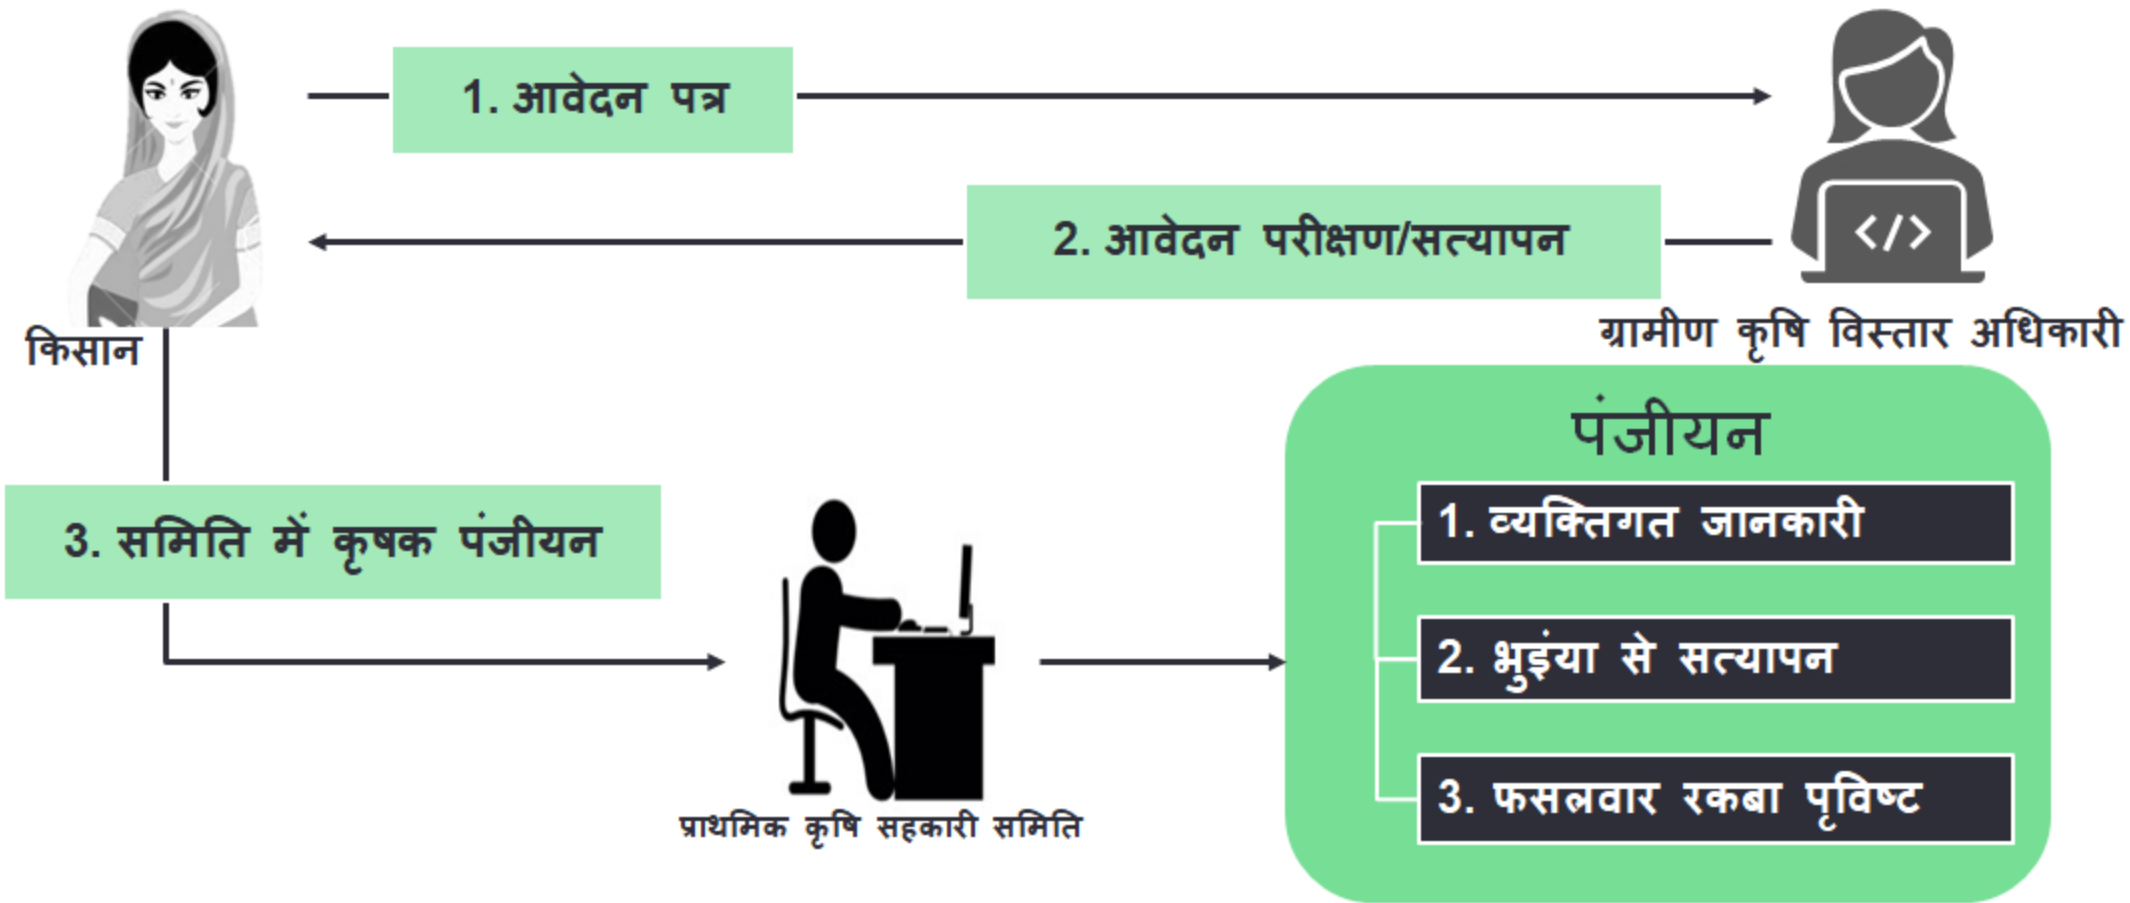 1. आवेदन पत्र
2. आवेदन परीक्षण/सत्यापन
किसान
ग्रामीण कृषि विस्तार अधिकारी
3. समिति में कृषक पंजीयन
प्राथमिक कृषि सहकारी समिति
पंजीयन
1. व्यक्तिगत जानकारी
2. भुइंया से सत्यापन
3. फसलवार रकबा पृविष्ट